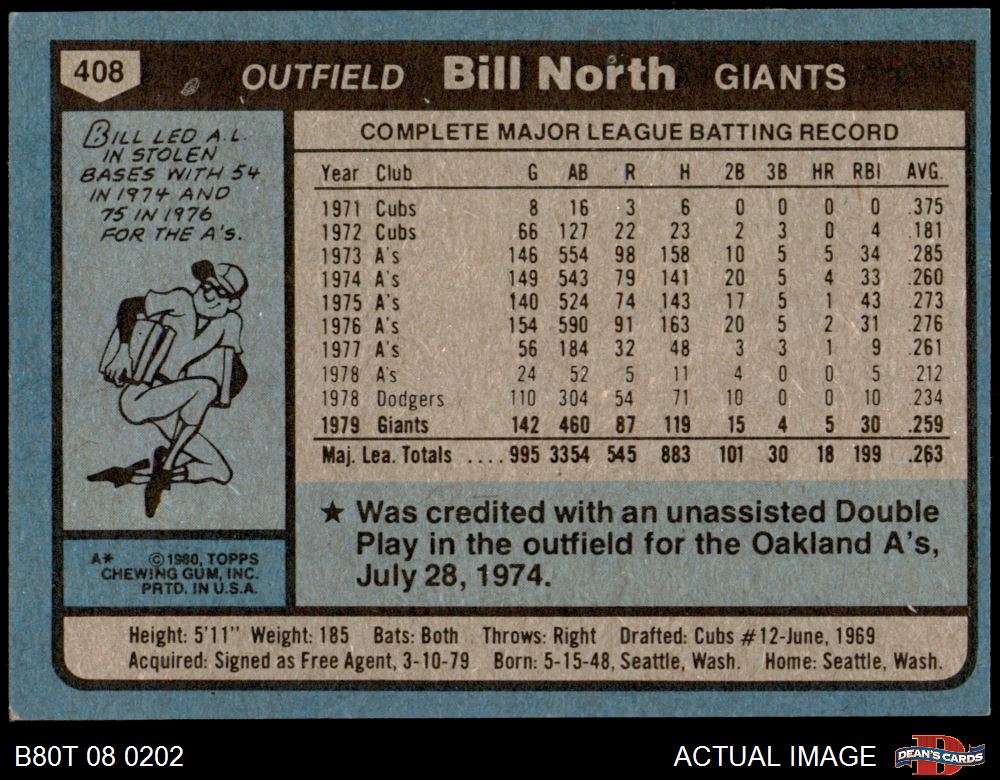 408
OUTFIELD Bill North GIANTS
BILL LED A.L.
IN STOLEN
BASES WITH 54
IN 1974 AND
75 IN 1976
FOR THE A's.
A* © 1980, TOPPS
CHEWING GUM, INC.
PRTD. IN U.S.A.
COMPLETE MAJOR LEAGUE BATTING RECORD
Year Club G AB R H 2B 3B HR RBI AVG.
1971 Cubs 8 16 3 6 0 0 0 0 .375
1972 Cubs 66 127 22 23 2 3 0 4 .181
1973 A's 146 554 98 158 10 5 5 34 .285
1974 A's 149 543 79 141 20 5 4 33 .260
1975 A's 140 524 74 143 17 5 1 43 .273
1976 A's 154 590 91 163 20 5 2 31 .276
1977 A's 56 184 32 48 3 3 1 9 .261
1978 A's 24 52 5 11 4 0 0 5 .212
1978 Dodgers 110 304 54 71 10 0 0 10 .234
1979 Giants 142 460 87 119 15 4 5 30 .259
Maj. Lea. Totals .... 995 3354 545 883 101 30 18 199 .263
★ Was credited with an unassisted Double
Play in the outfield for the Oakland A's,
July 28, 1974.
Height: 5'11" Weight: 185 Bats: Both Throws: Right Drafted: Cubs #12-June, 1969
Acquired: Signed as Free Agent, 3-10-79 Born: 5-15-48, Seattle, Wash. Home: Seattle, Wash.
B80T 08 0202
ACTUAL IMAGE
D
DEAN'S CARDS